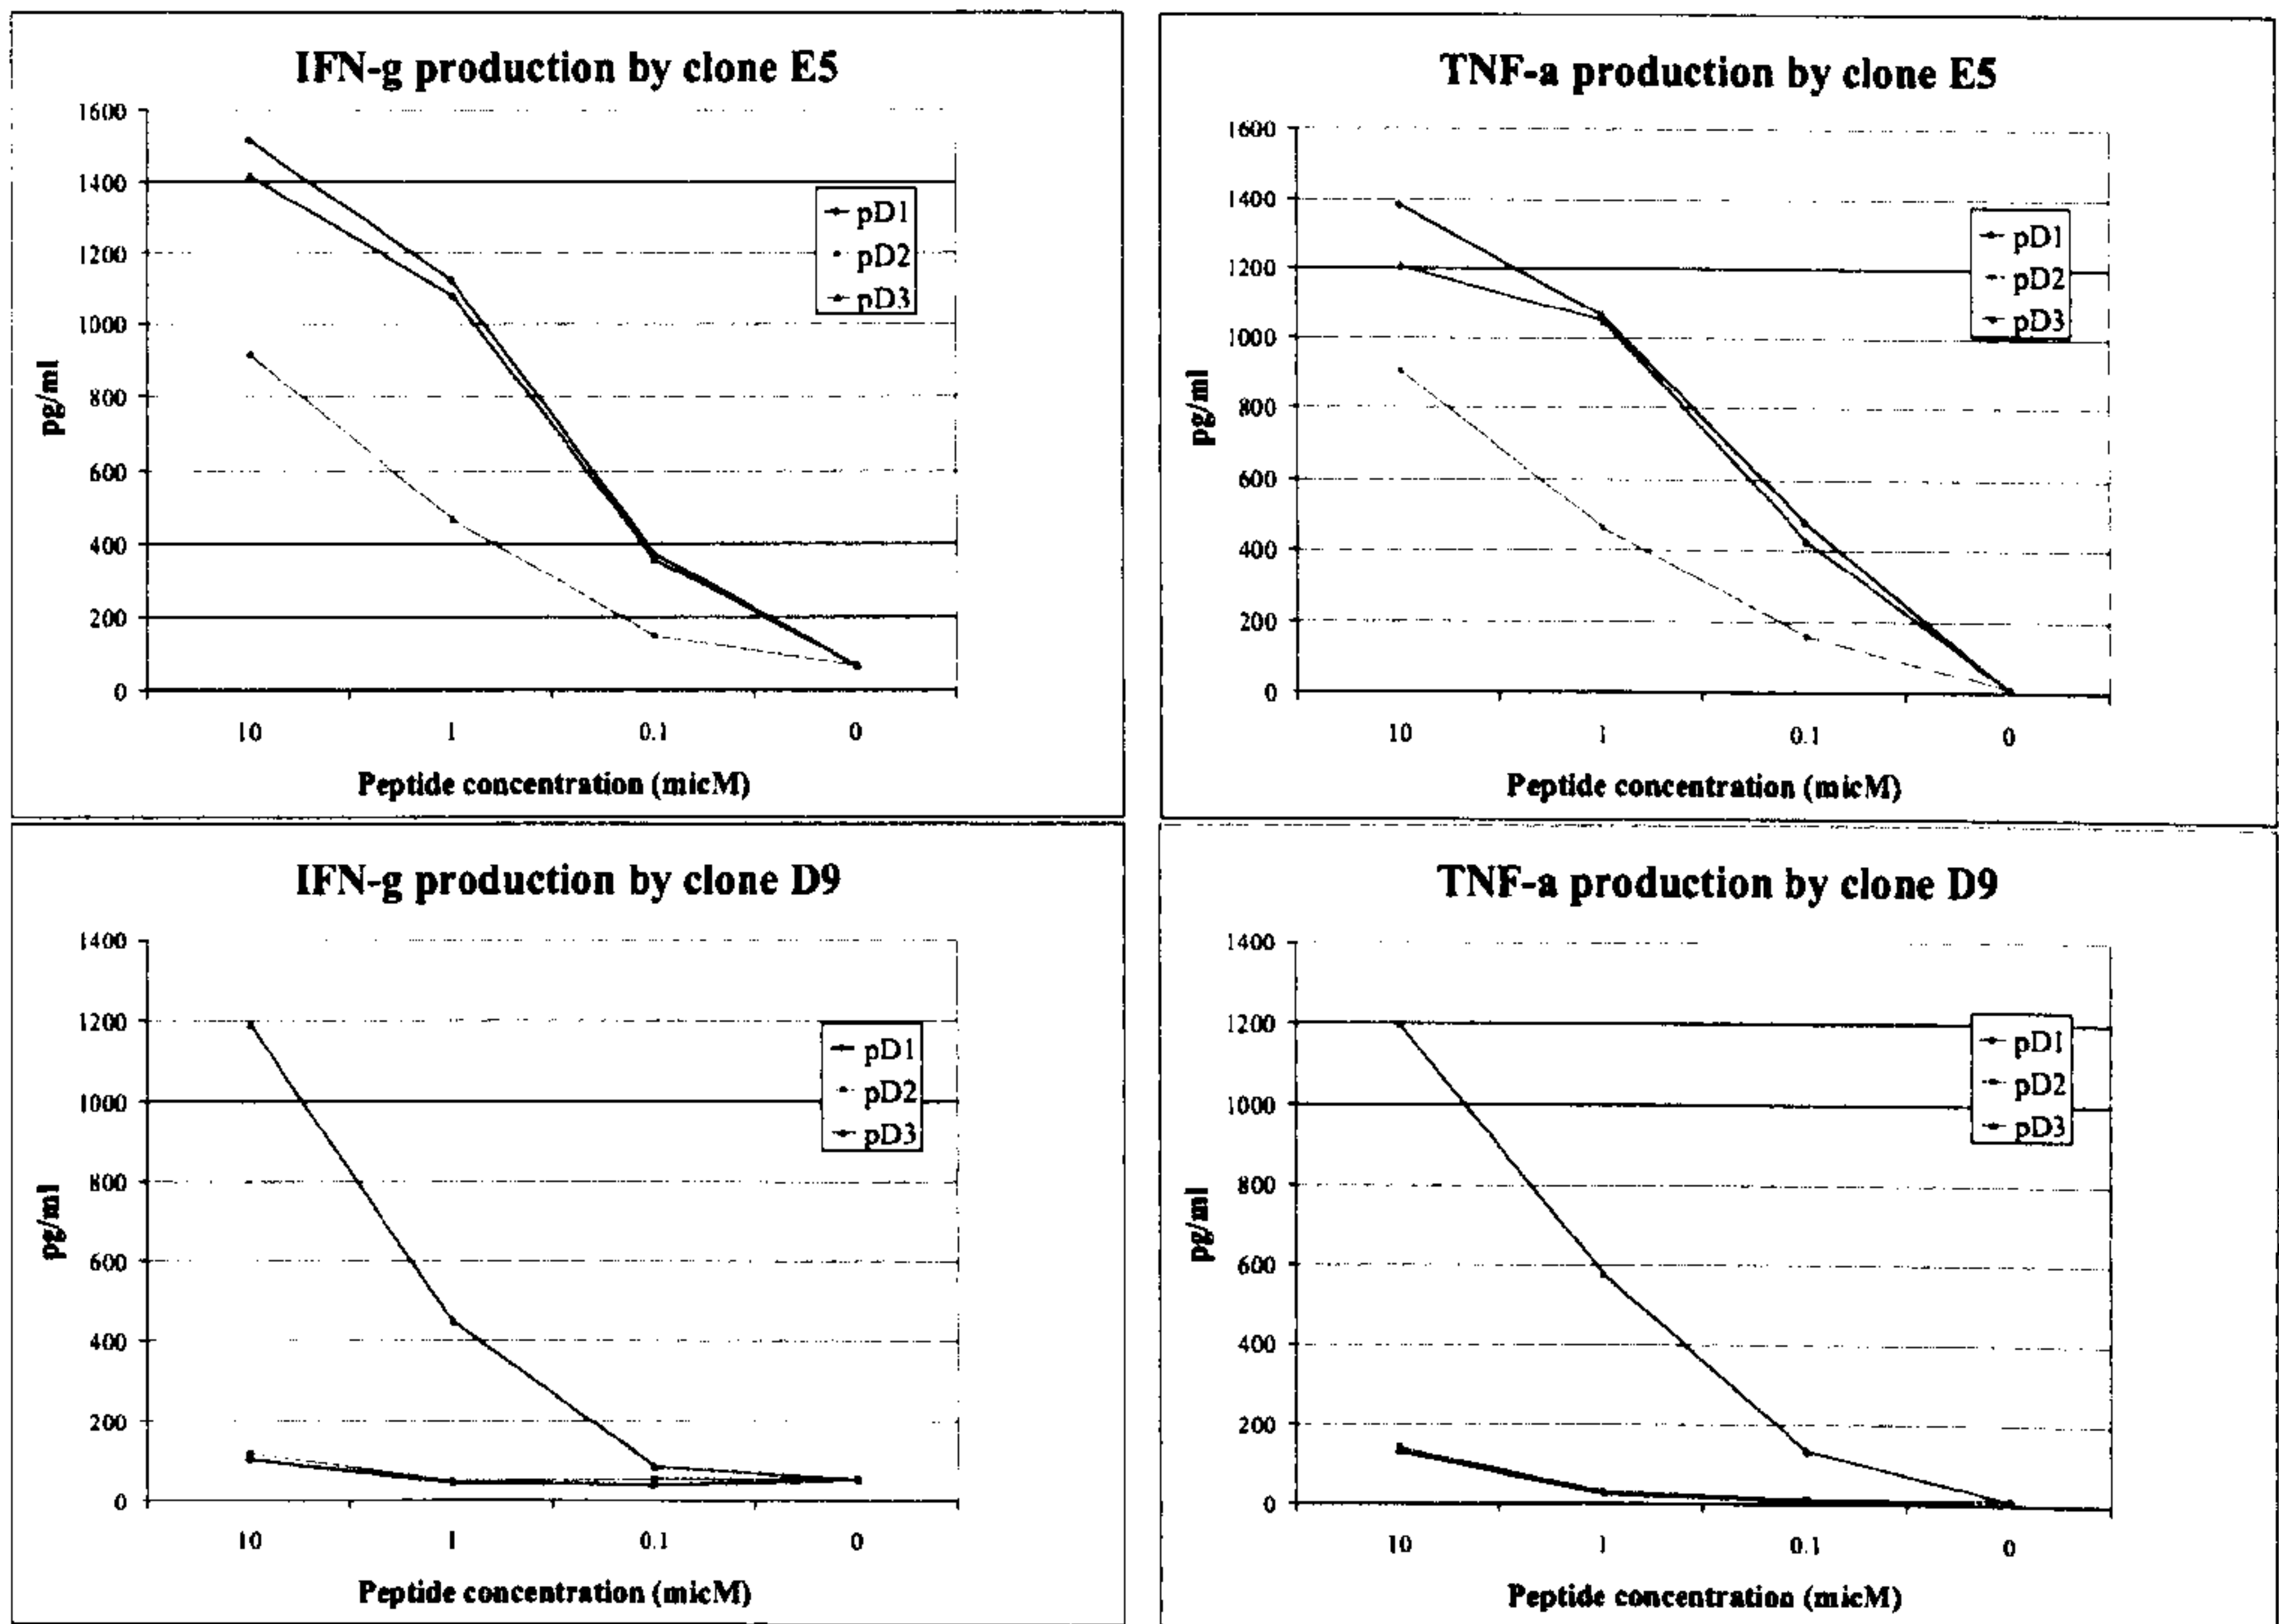 IFN-g production by clone E5
1600
1400
1200
1000
800
600
400
200
0
pg/ml
10 1 0.1 0
Peptide concentration (micM)
pD1
pD2
pD3
TNF-a production by clone E5
1600
1400
1200
1000
800
600
400
200
0
pg/ml
10 1 0.1 0
Peptide concentration (micM)
pD1
pD2
pD3
IFN-g production by clone D9
1400
1200
1000
800
600
400
200
0
pg/ml
10 1 0.1 0
Peptide concentration (micM)
pD1
pD2
pD3
TNF-a production by clone D9
1400
1200
1000
800
600
400
200
0
pg/ml
10 1 0.1 0
Peptide concentration (micM)
pD1
pD2
pD3